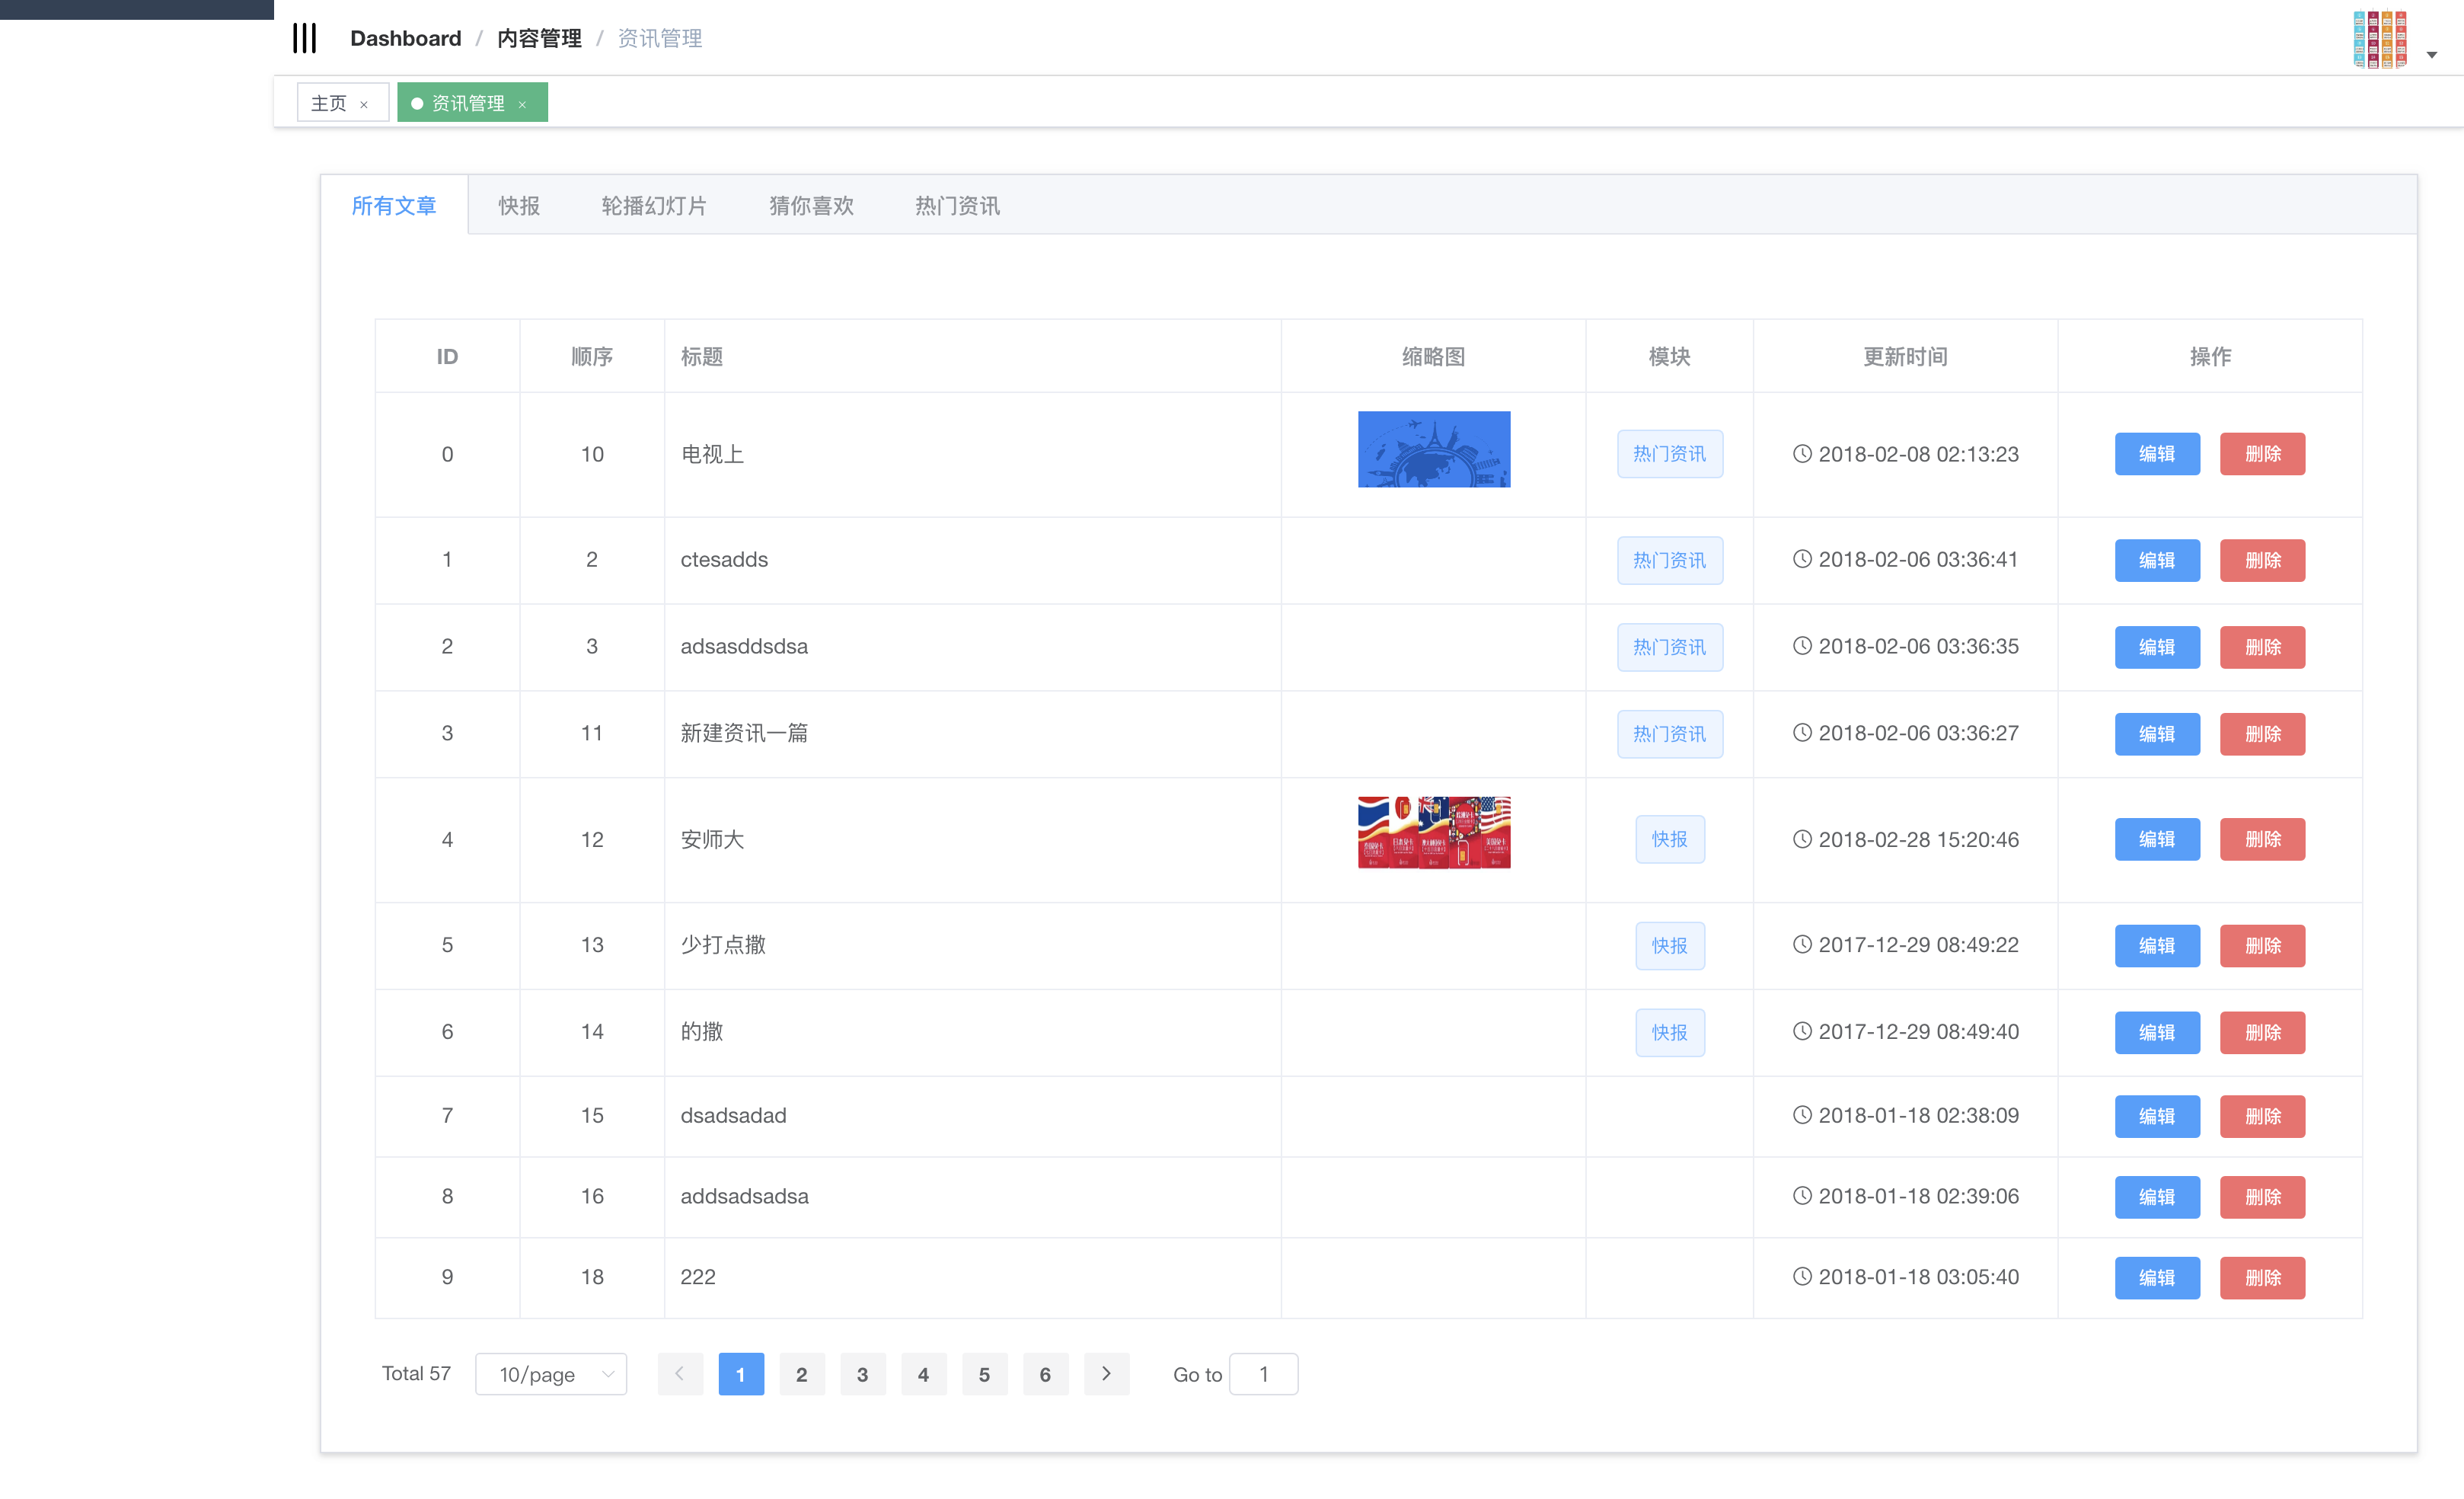 Dashboard / 内容管理 / 资讯管理
主页 × 资讯管理 ×
所有文章 快报 轮播幻灯片 猜你喜欢 热门资讯
ID 顺序 标题 缩略图 模块 更新时间 操作
0 10 电视上 热门资讯 2018-02-08 02:13:23 编辑 删除
1 2 ctesadds 热门资讯 2018-02-06 03:36:41 编辑 删除
2 3 adsasddsdsa 热门资讯 2018-02-06 03:36:35 编辑 删除
3 11 新建资讯一篇 热门资讯 2018-02-06 03:36:27 编辑 删除
4 12 安师大 快报 2018-02-28 15:20:46 编辑 删除
5 13 少打点撒 快报 2017-12-29 08:49:22 编辑 删除
6 14 的撒 快报 2017-12-29 08:49:40 编辑 删除
7 15 dsadsadad 2018-01-18 02:38:09 编辑 删除
8 16 addsadsadsa 2018-01-18 02:39:06 编辑 删除
9 18 222 2018-01-18 03:05:40 编辑 删除
Total 57 10/page 1 2 3 4 5 6 Go to 1